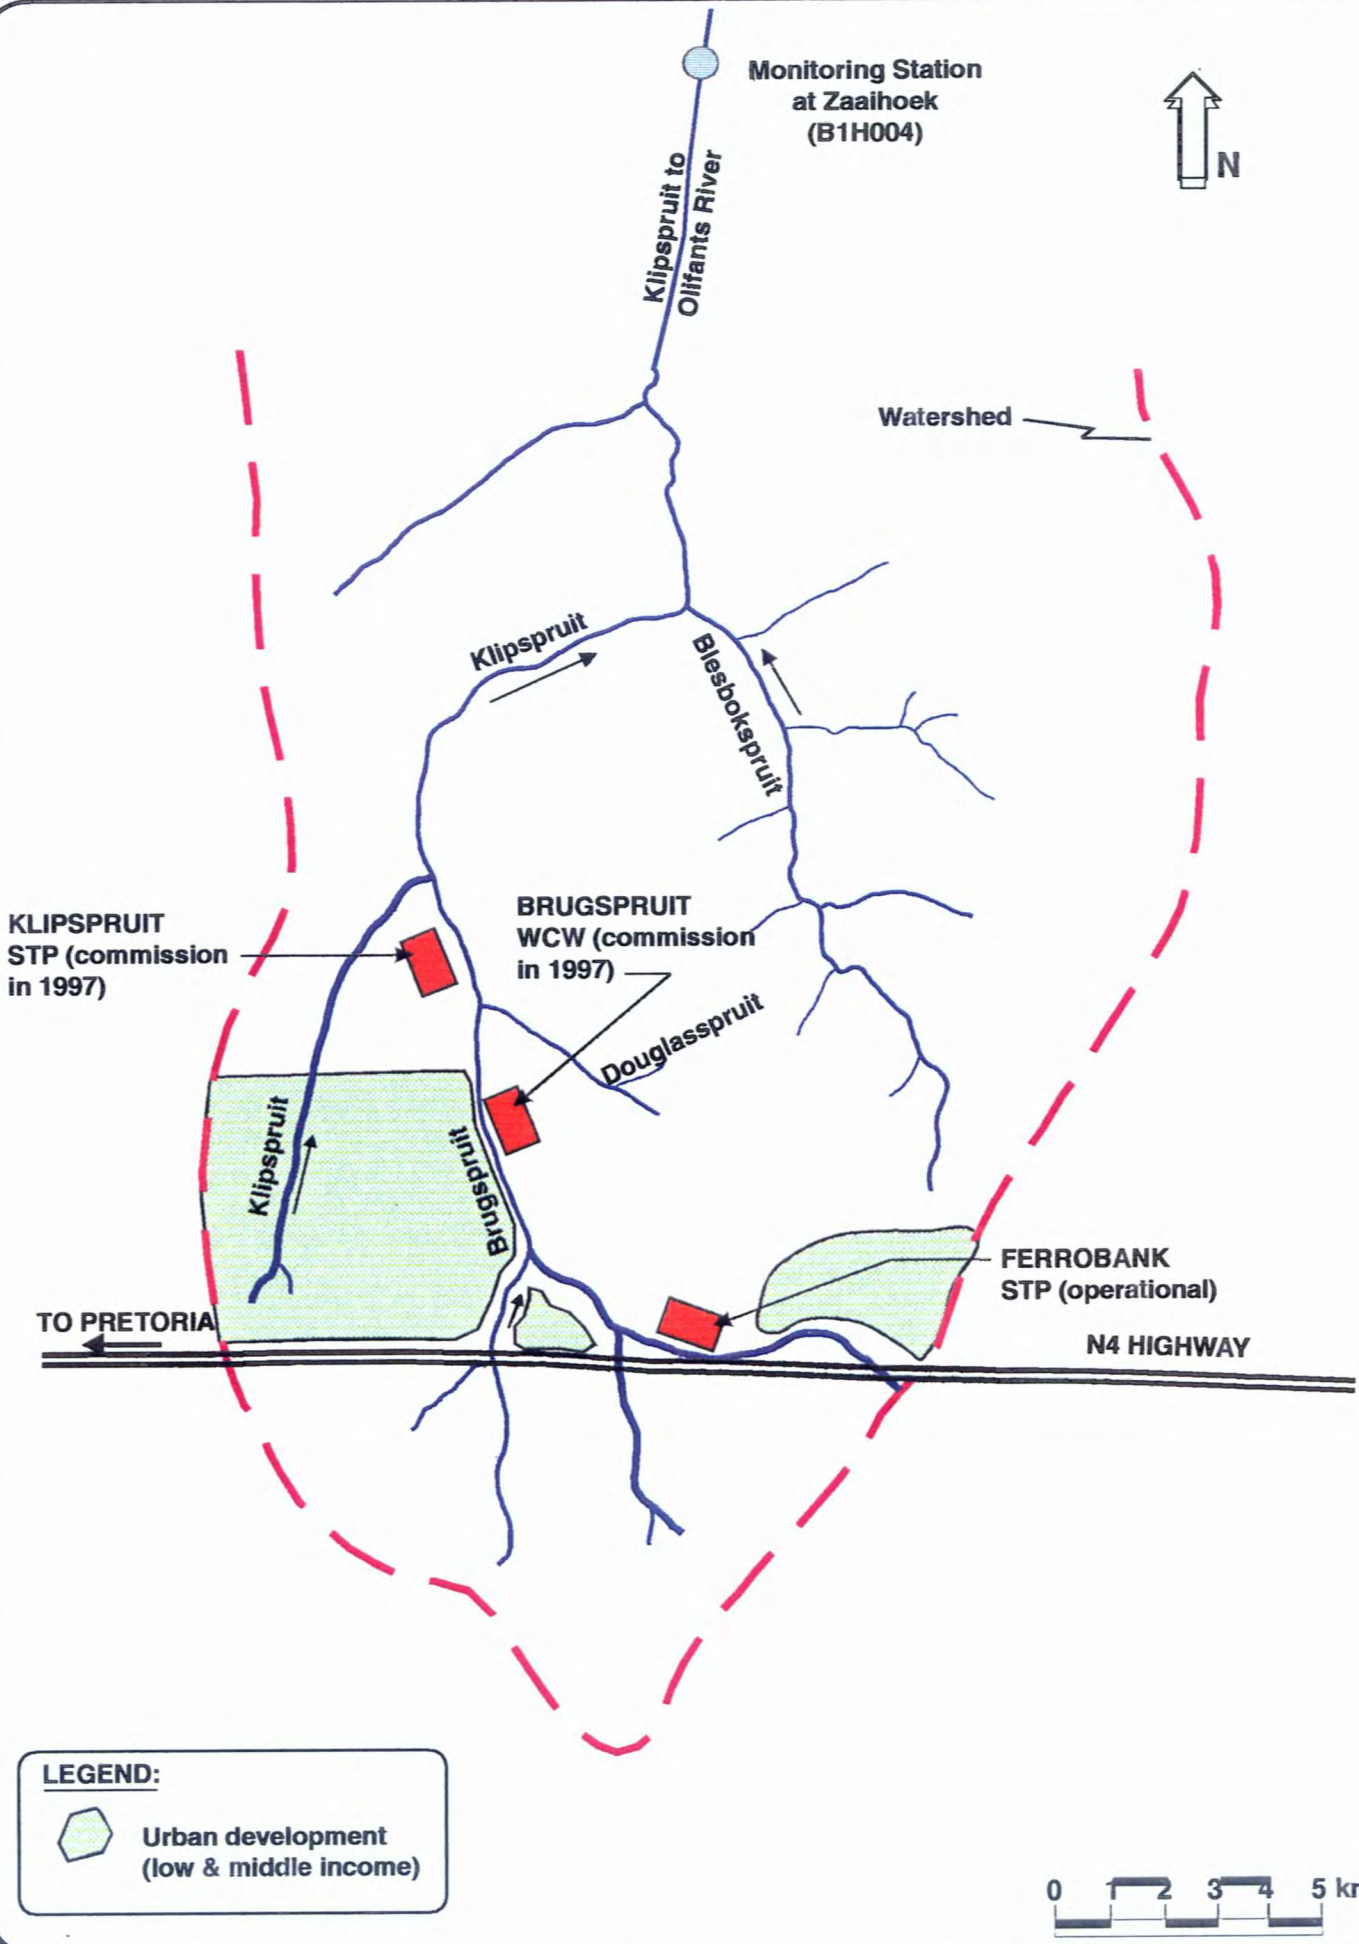 Monitoring Station
at Zaaihoek
(B1H004)
N
Klipspruit to
Olifants River
Watershed
Klipspruit
Blesbokspruit
KLIPSPRUIT
STP (commission
in 1997)
BRUGSPRUIT
WCW (commission
in 1997)
Douglasspruit
Klipspruit
Brugspruit
FERROBANK
STP (operational)
TO PRETORIA
N4 HIGHWAY
LEGEND:
Urban development
(low & middle income)
0 1 2 3 4 5 km